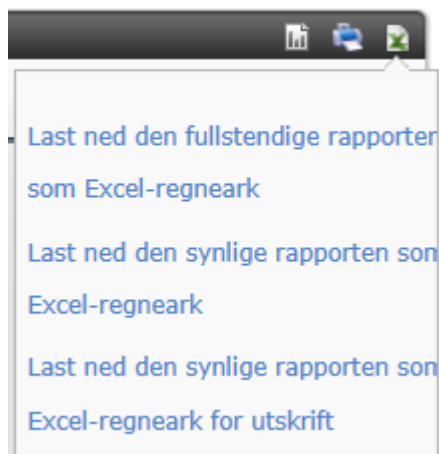 Last ned den fullstendige rapporter
som Excel-regneark
Last ned den synlige rapporten som
Excel-regneark
Last ned den synlige rapporten som
Excel-regneark for utskrift